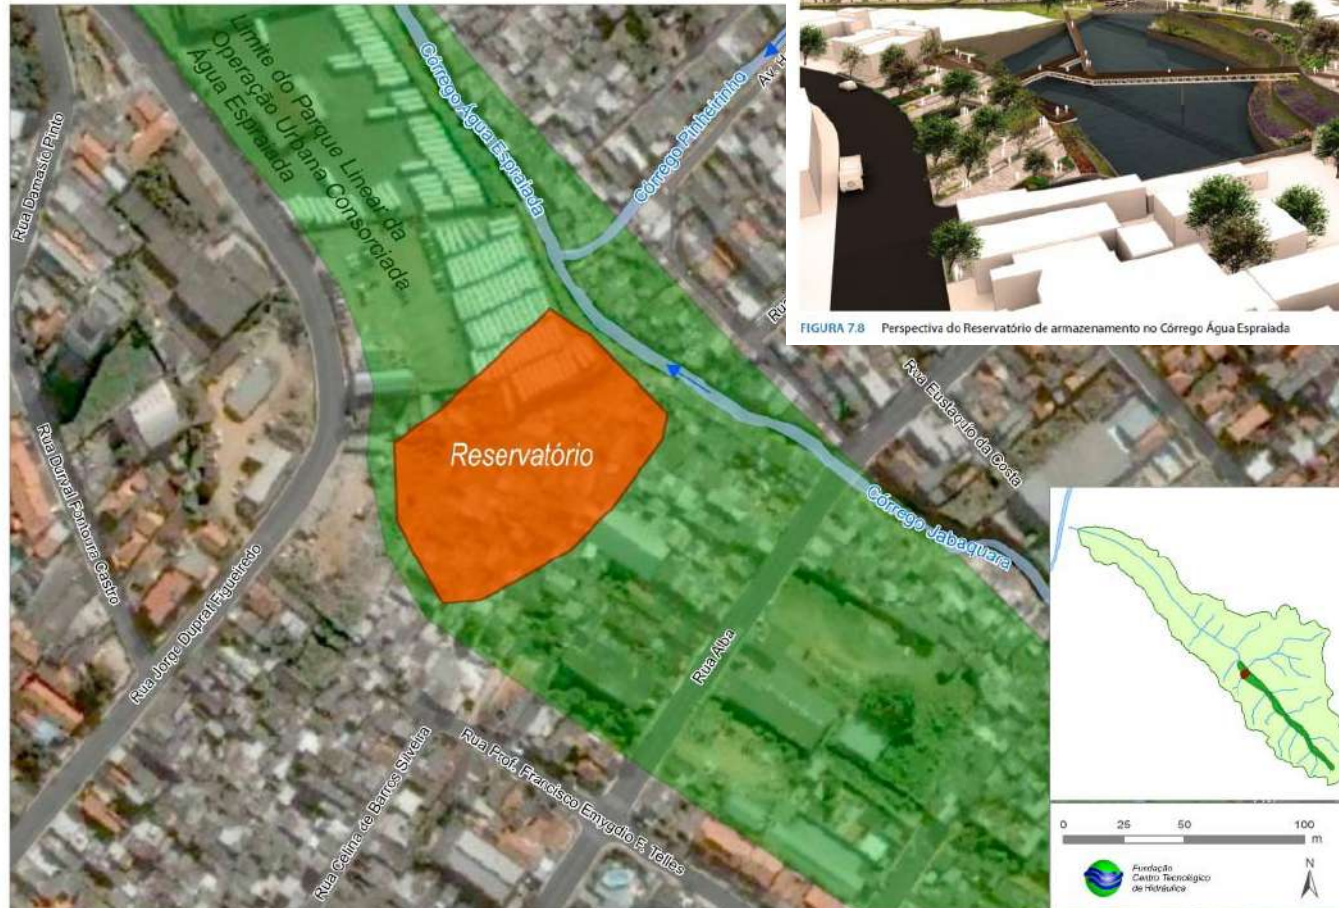 Limite do Parque Linear da
Operação Urbana Consorciada
Água Espraiada
Córrego Água Espraiada
Córrego Pinheirinho
Av. H
Rua Damasio Pinto
FIGURA 7.8 Perspectiva do Reservatório de armazenamento no Córrego Água Espraiada
Rua
Rua Eustaquio da Costa
Reservatório
Córrego Jabaquara
Rua Durval Fontoura Castro
Rua Jorge Duprat Figueiredo
Rua Alba
Rua Celina de Barros Silveira
Rua Prof. Francisco Emygdio F. Telles
0 25 50 100
m
Fundação
Centro Tecnológico
de Hidráulica
N